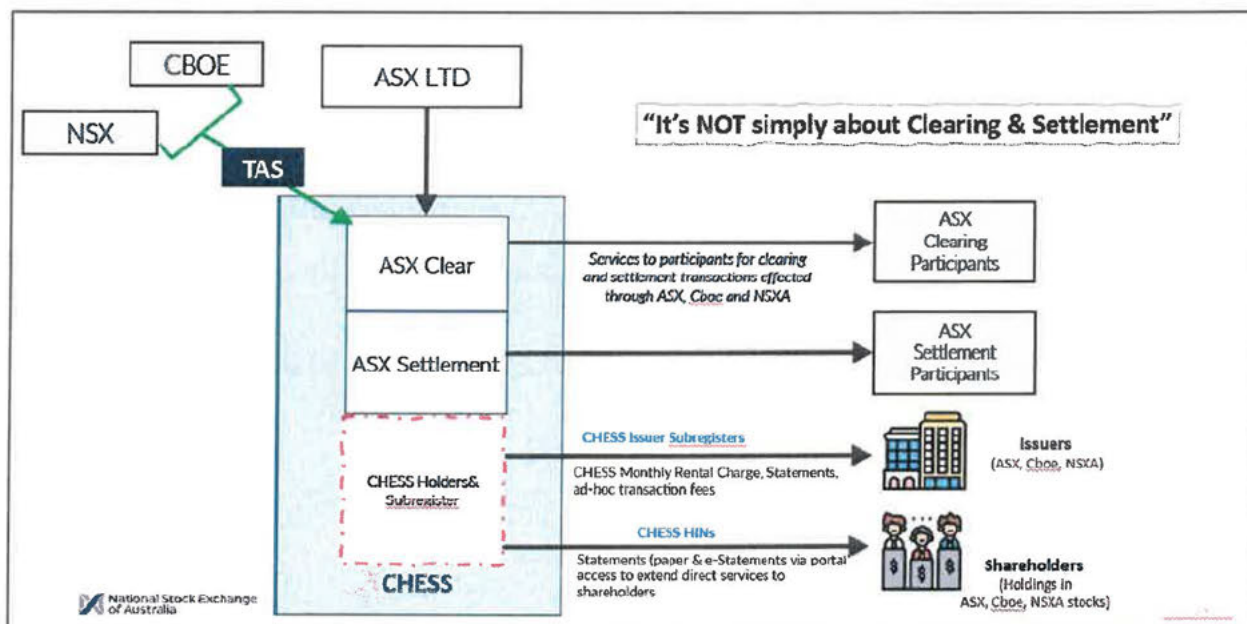 CBOE
ASX LTD
NSX
"It's NOT simply about Clearing & Settlement"
TAS
ASX Clear
Services to participants for clearing
and settlement transactions effected
through ASX, Cboe and NSXA
ASX
Clearing
Participants
ASX Settlement
ASX
Settlement
Participants
CHESS Holders&
Subregister
CHESS Issuer Subregisters
CHESS Monthly Rental Charge, Statements,
ad-hoc transaction fees
Issuers
(ASX, Cboe, NSXA)
CHESS HINs
Statements (paper & e-Statements via portal
access to extend direct services to
shareholders
$ $ $
Shareholders
(Holdings in
ASX, Cboe, NSXA stocks)
CHESS
National Stock Exchange
of Australia